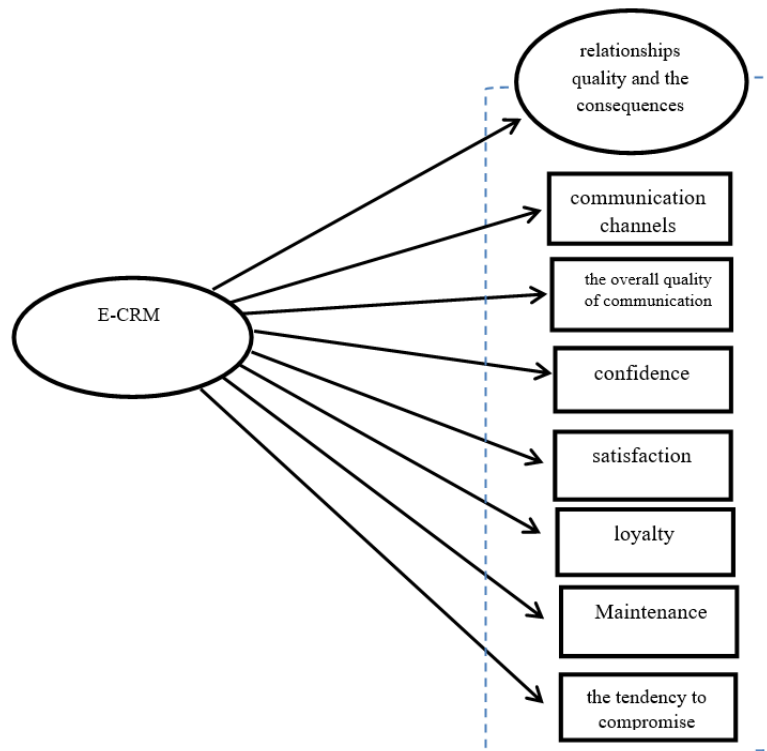 relationships
quality and the
consequences
communication
channels
the overall quality
of communication
E-CRM
confidence
satisfaction
loyalty
Maintenance
the tendency to
compromise